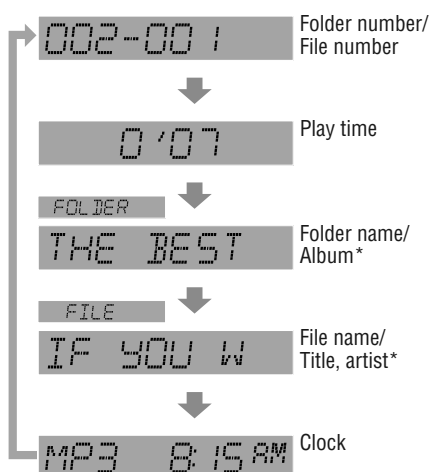 002-001
Folder number/
File number
0'07
Play time
FOLDER
THE BEST
Folder name/
Album*
FILE
IF YOU W
File name/
Title, artist*
MP3 8:15 AM
Clock